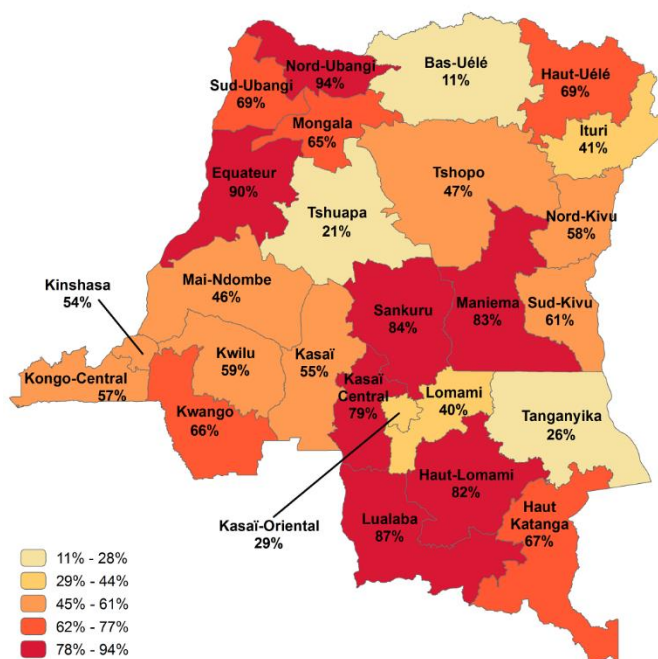 Nord-Ubangi
94%
Bas-Uélé
11%
Haut-Uélé
69%
Sud-Ubangi
69%
Mongala
65%
Ituri
41%
Equateur
90%
Tshopo
47%
Tshuapa
21%
Nord-Kivu
58%
Mai-Ndombe
46%
Kinshasa
54%
Sankuru
84%
Maniema
83%
Sud-Kivu
61%
Kwilu
59%
Kasaï
55%
Kongo-Central
57%
Kasaï
Central
79%
Lomami
40%
Tanganyika
26%
Kwango
66%
Haut-Lomami
82%
Kasaï-Oriental
29%
Lualaba
87%
Haut
Katanga
67%
11% - 28%
29% - 44%
45% - 61%
62% - 77%
78% - 94%